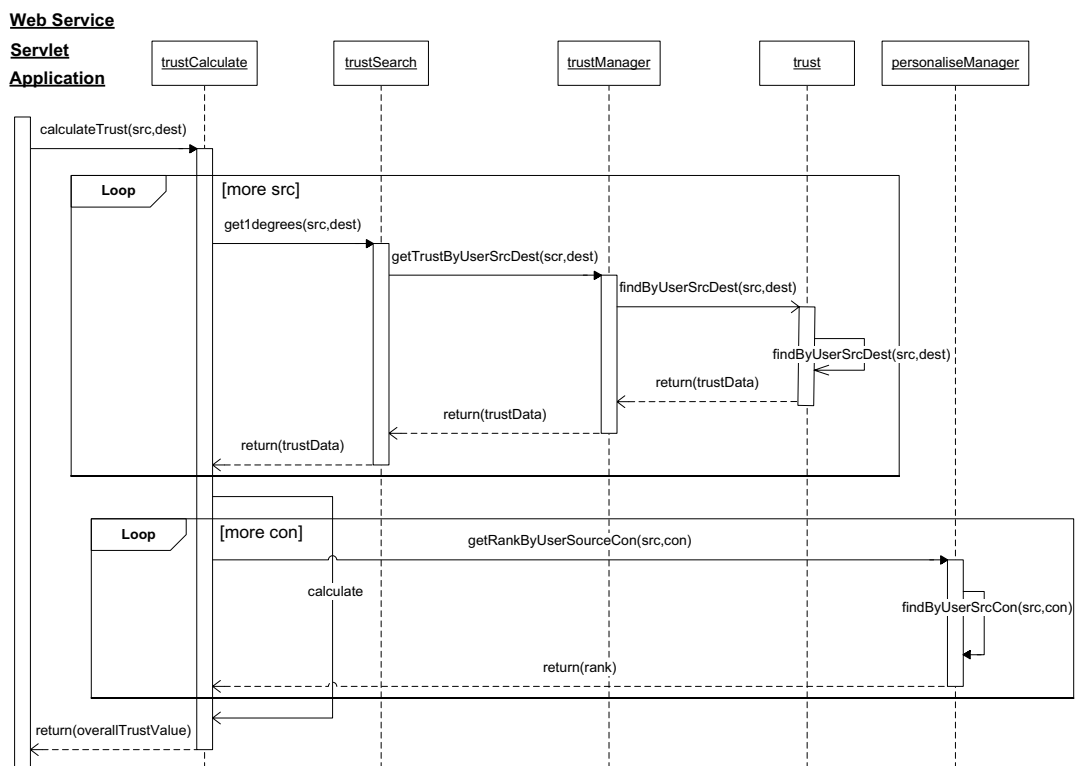 Web Service
Servlet
Application
trustCalculate
trustSearch
trustManager
trust
personaliseManager
calculateTrust(src,dest)
Loop
[more src]
get1degrees(src,dest)
getTrustByUserSrcDest(scr,dest)
findByUserSrcDest(src,dest)
findByUserSrcDest(src,dest)
return(trustData)
return(trustData)
return(trustData)
Loop
[more con]
getRankByUserSourceCon(src,con)
calculate
findByUserSrcCon(src,con)
return(rank)
return(overallTrustValue)